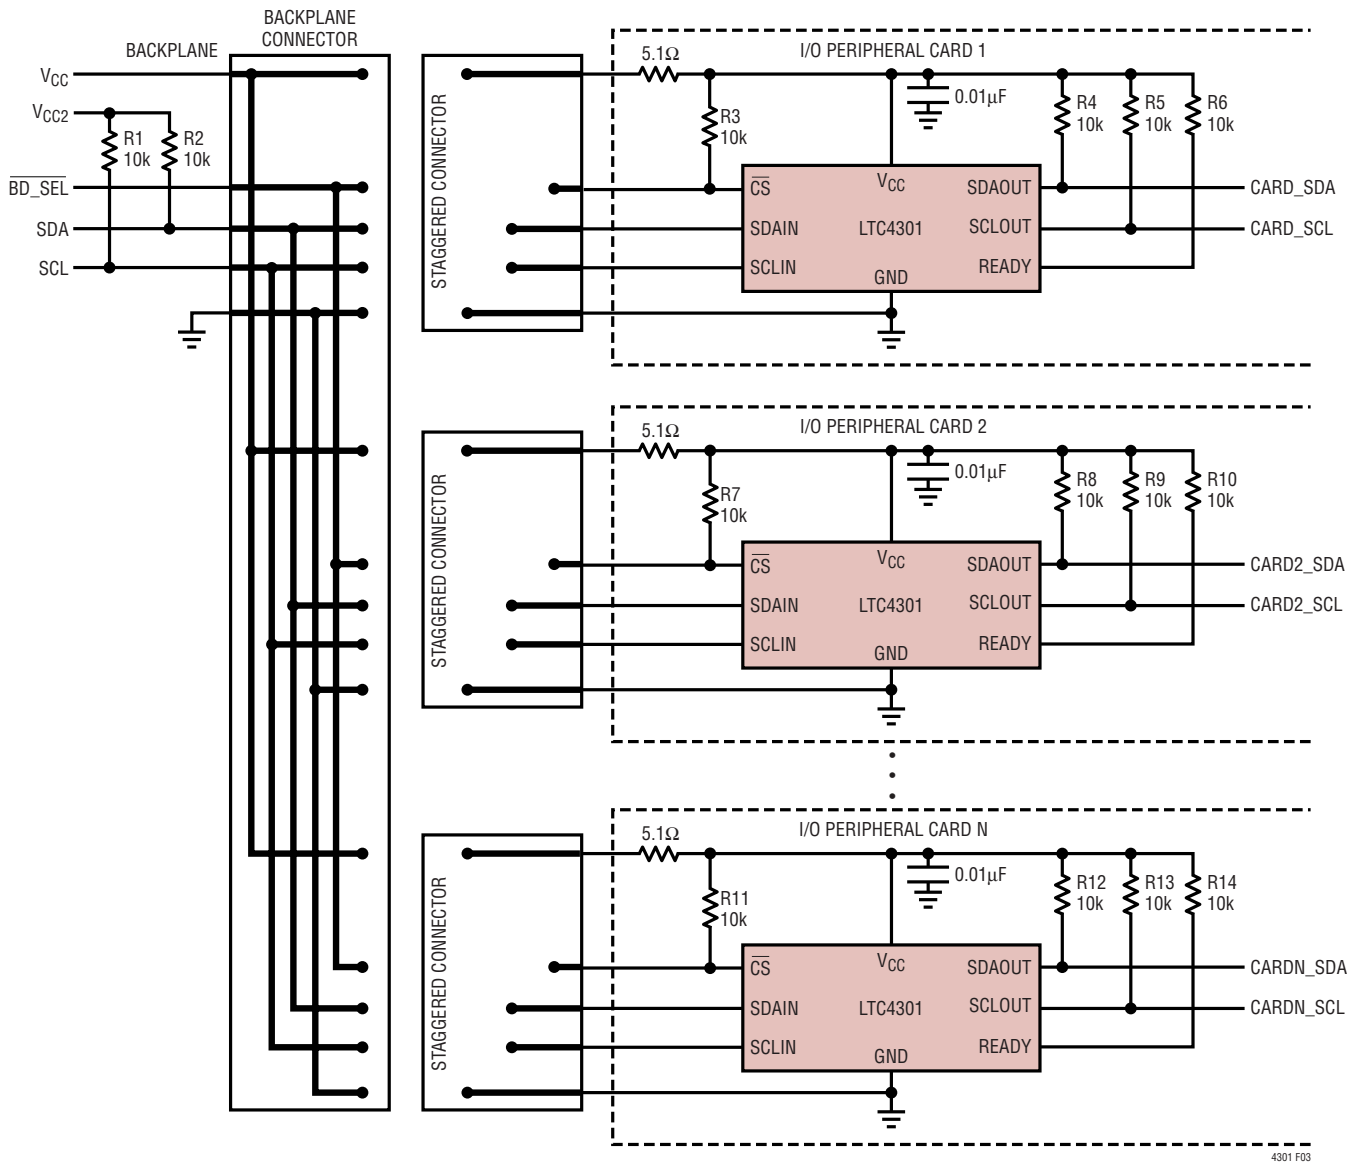 BACKPLANE
CONNECTOR
BACKPLANE
VCC
VCC2
R1
10k
R2
10k
BD_SEL
SDA
SCL
STAGGERED CONNECTOR
I/O PERIPHERAL CARD 1
5.1Ω
0.01µF
R3
10k
R4
10k
R5
10k
R6
10k
CS
VCC
SDAOUT
CARD_SDA
SDAIN
LTC4301
SCLOUT
CARD_SCL
SCLIN
GND
READY
STAGGERED CONNECTOR
I/O PERIPHERAL CARD 2
5.1Ω
0.01µF
R7
10k
R8
10k
R9
10k
R10
10k
CS
VCC
SDAOUT
CARD2_SDA
SDAIN
LTC4301
SCLOUT
CARD2_SCL
SCLIN
GND
READY
STAGGERED CONNECTOR
I/O PERIPHERAL CARD N
5.1Ω
0.01µF
R11
10k
R12
10k
R13
10k
R14
10k
CS
VCC
SDAOUT
CARDN_SDA
SDAIN
LTC4301
SCLOUT
CARDN_SCL
SCLIN
GND
READY
4301 F03